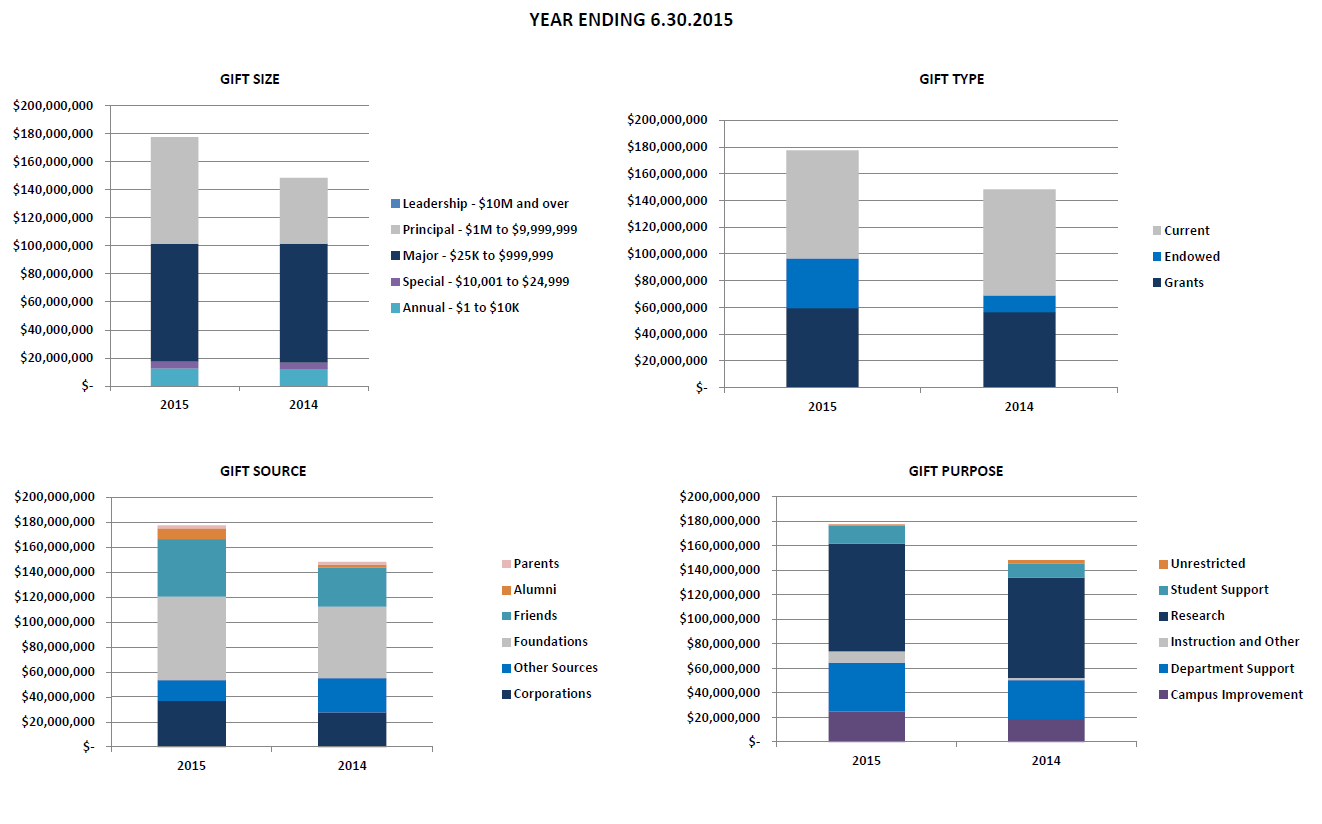 YEAR ENDING 6.30.2015
GIFT SIZE
$200,000,000
$180,000,000
$160,000,000
$140,000,000
$120,000,000
$100,000,000
$80,000,000
$60,000,000
$40,000,000
$20,000,000
$-
2015 2014
Leadership - $10M and over
Principal - $1M to $9,999,999
Major - $25K to $999,999
Special - $10,001 to $24,999
Annual - $1 to $10K
GIFT TYPE
$200,000,000
$180,000,000
$160,000,000
$140,000,000
$120,000,000
$100,000,000
$80,000,000
$60,000,000
$40,000,000
$20,000,000
$-
2015 2014
Current
Endowed
Grants
GIFT SOURCE
$200,000,000
$180,000,000
$160,000,000
$140,000,000
$120,000,000
$100,000,000
$80,000,000
$60,000,000
$40,000,000
$20,000,000
$-
2015 2014
Parents
Alumni
Friends
Foundations
Other Sources
Corporations
GIFT PURPOSE
$200,000,000
$180,000,000
$160,000,000
$140,000,000
$120,000,000
$100,000,000
$80,000,000
$60,000,000
$40,000,000
$20,000,000
$-
2015 2014
Unrestricted
Student Support
Research
Instruction and Other
Department Support
Campus Improvement